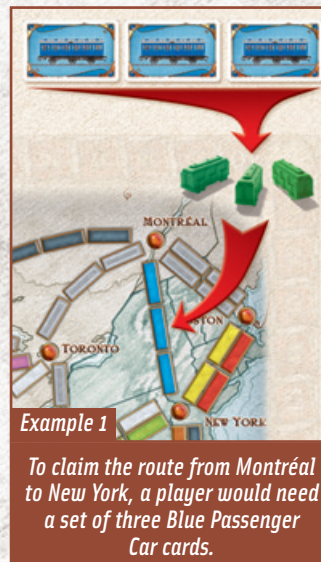 MONTRÉAL
STON
TORONTO
NEW YORK
Example 1
To claim the route from Montréal
to New York, a player would need
a set of three Blue Passenger
Car cards.